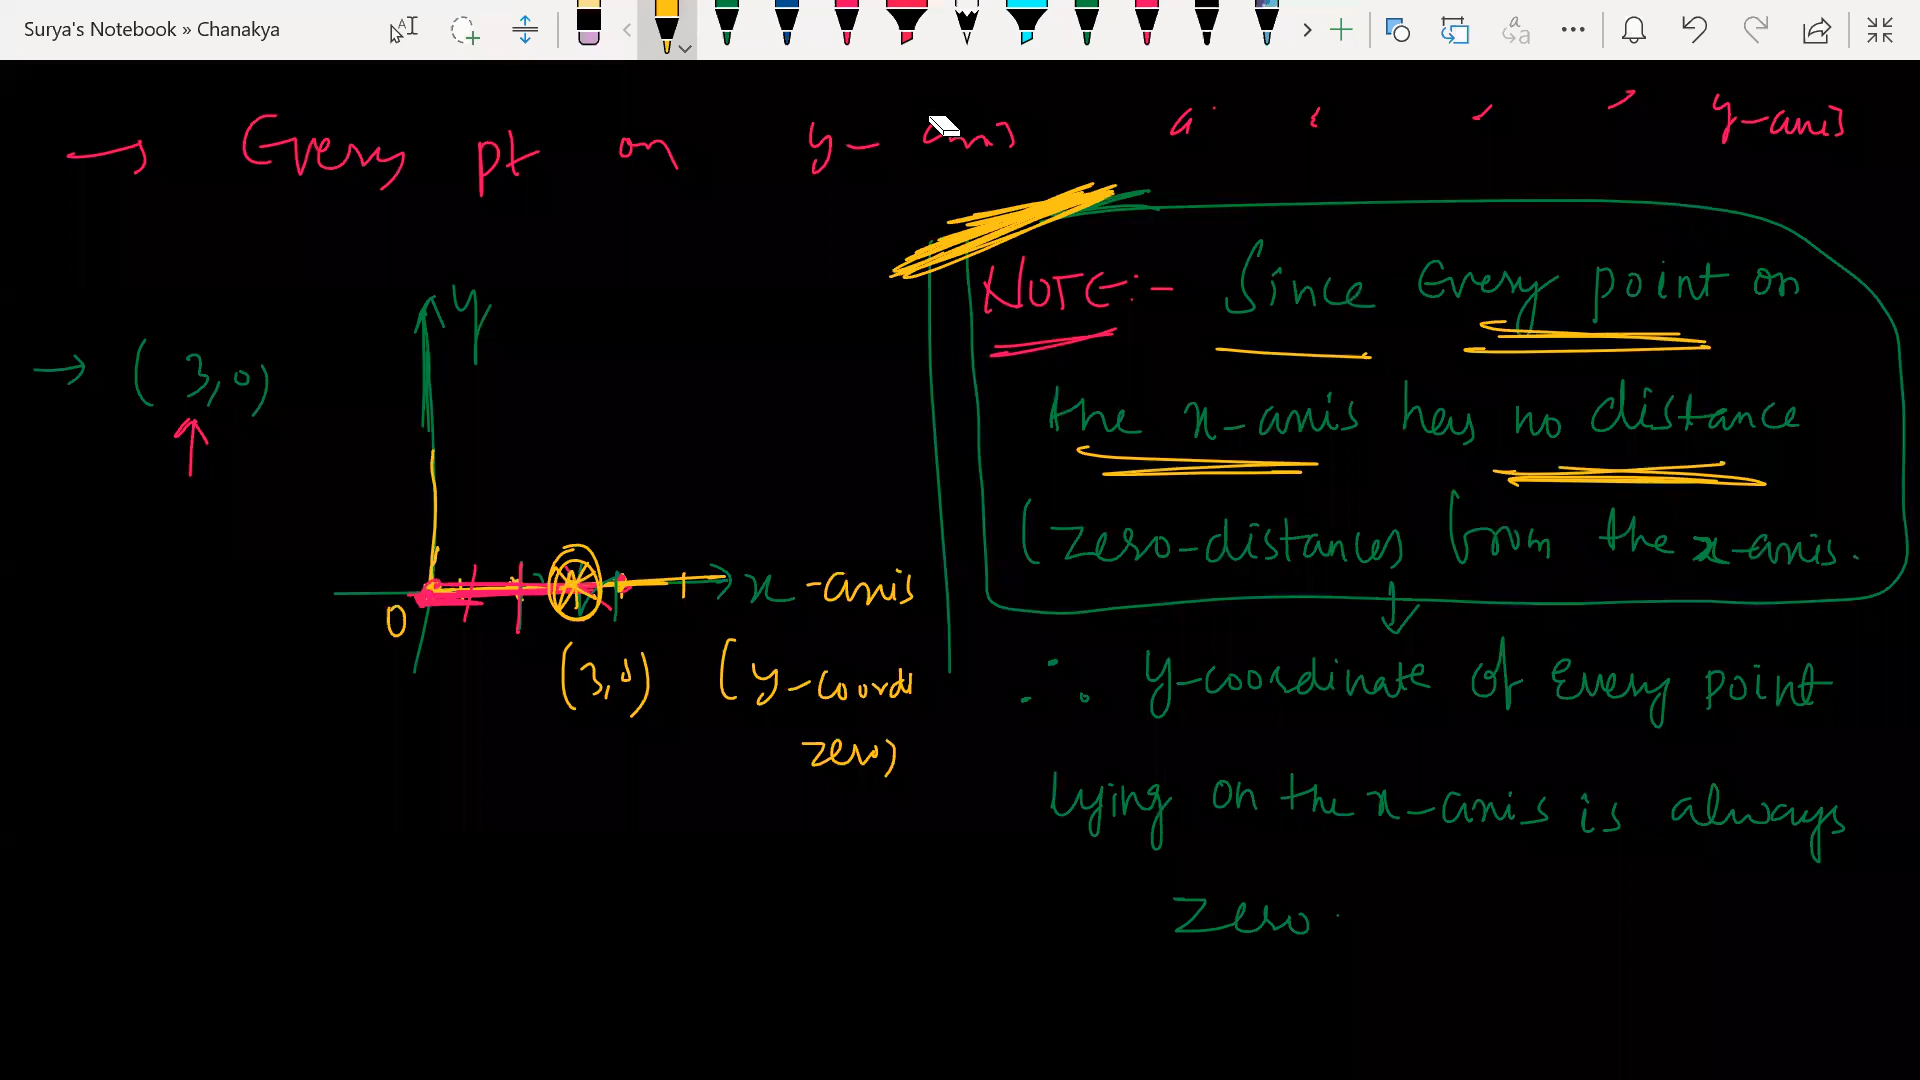 Surya's Notebook » Chanakya
→ Every pt on y-axis y-axis
NOTE:- Since Every point on
the x-axis has no distance
(zero-distance) from the x-axis.
∴ y-coordinate of Every point
lying on the x-axis is always
zero.
y
→ (3,0)
x-axis
0
(3,0) (y-coordi
zero)